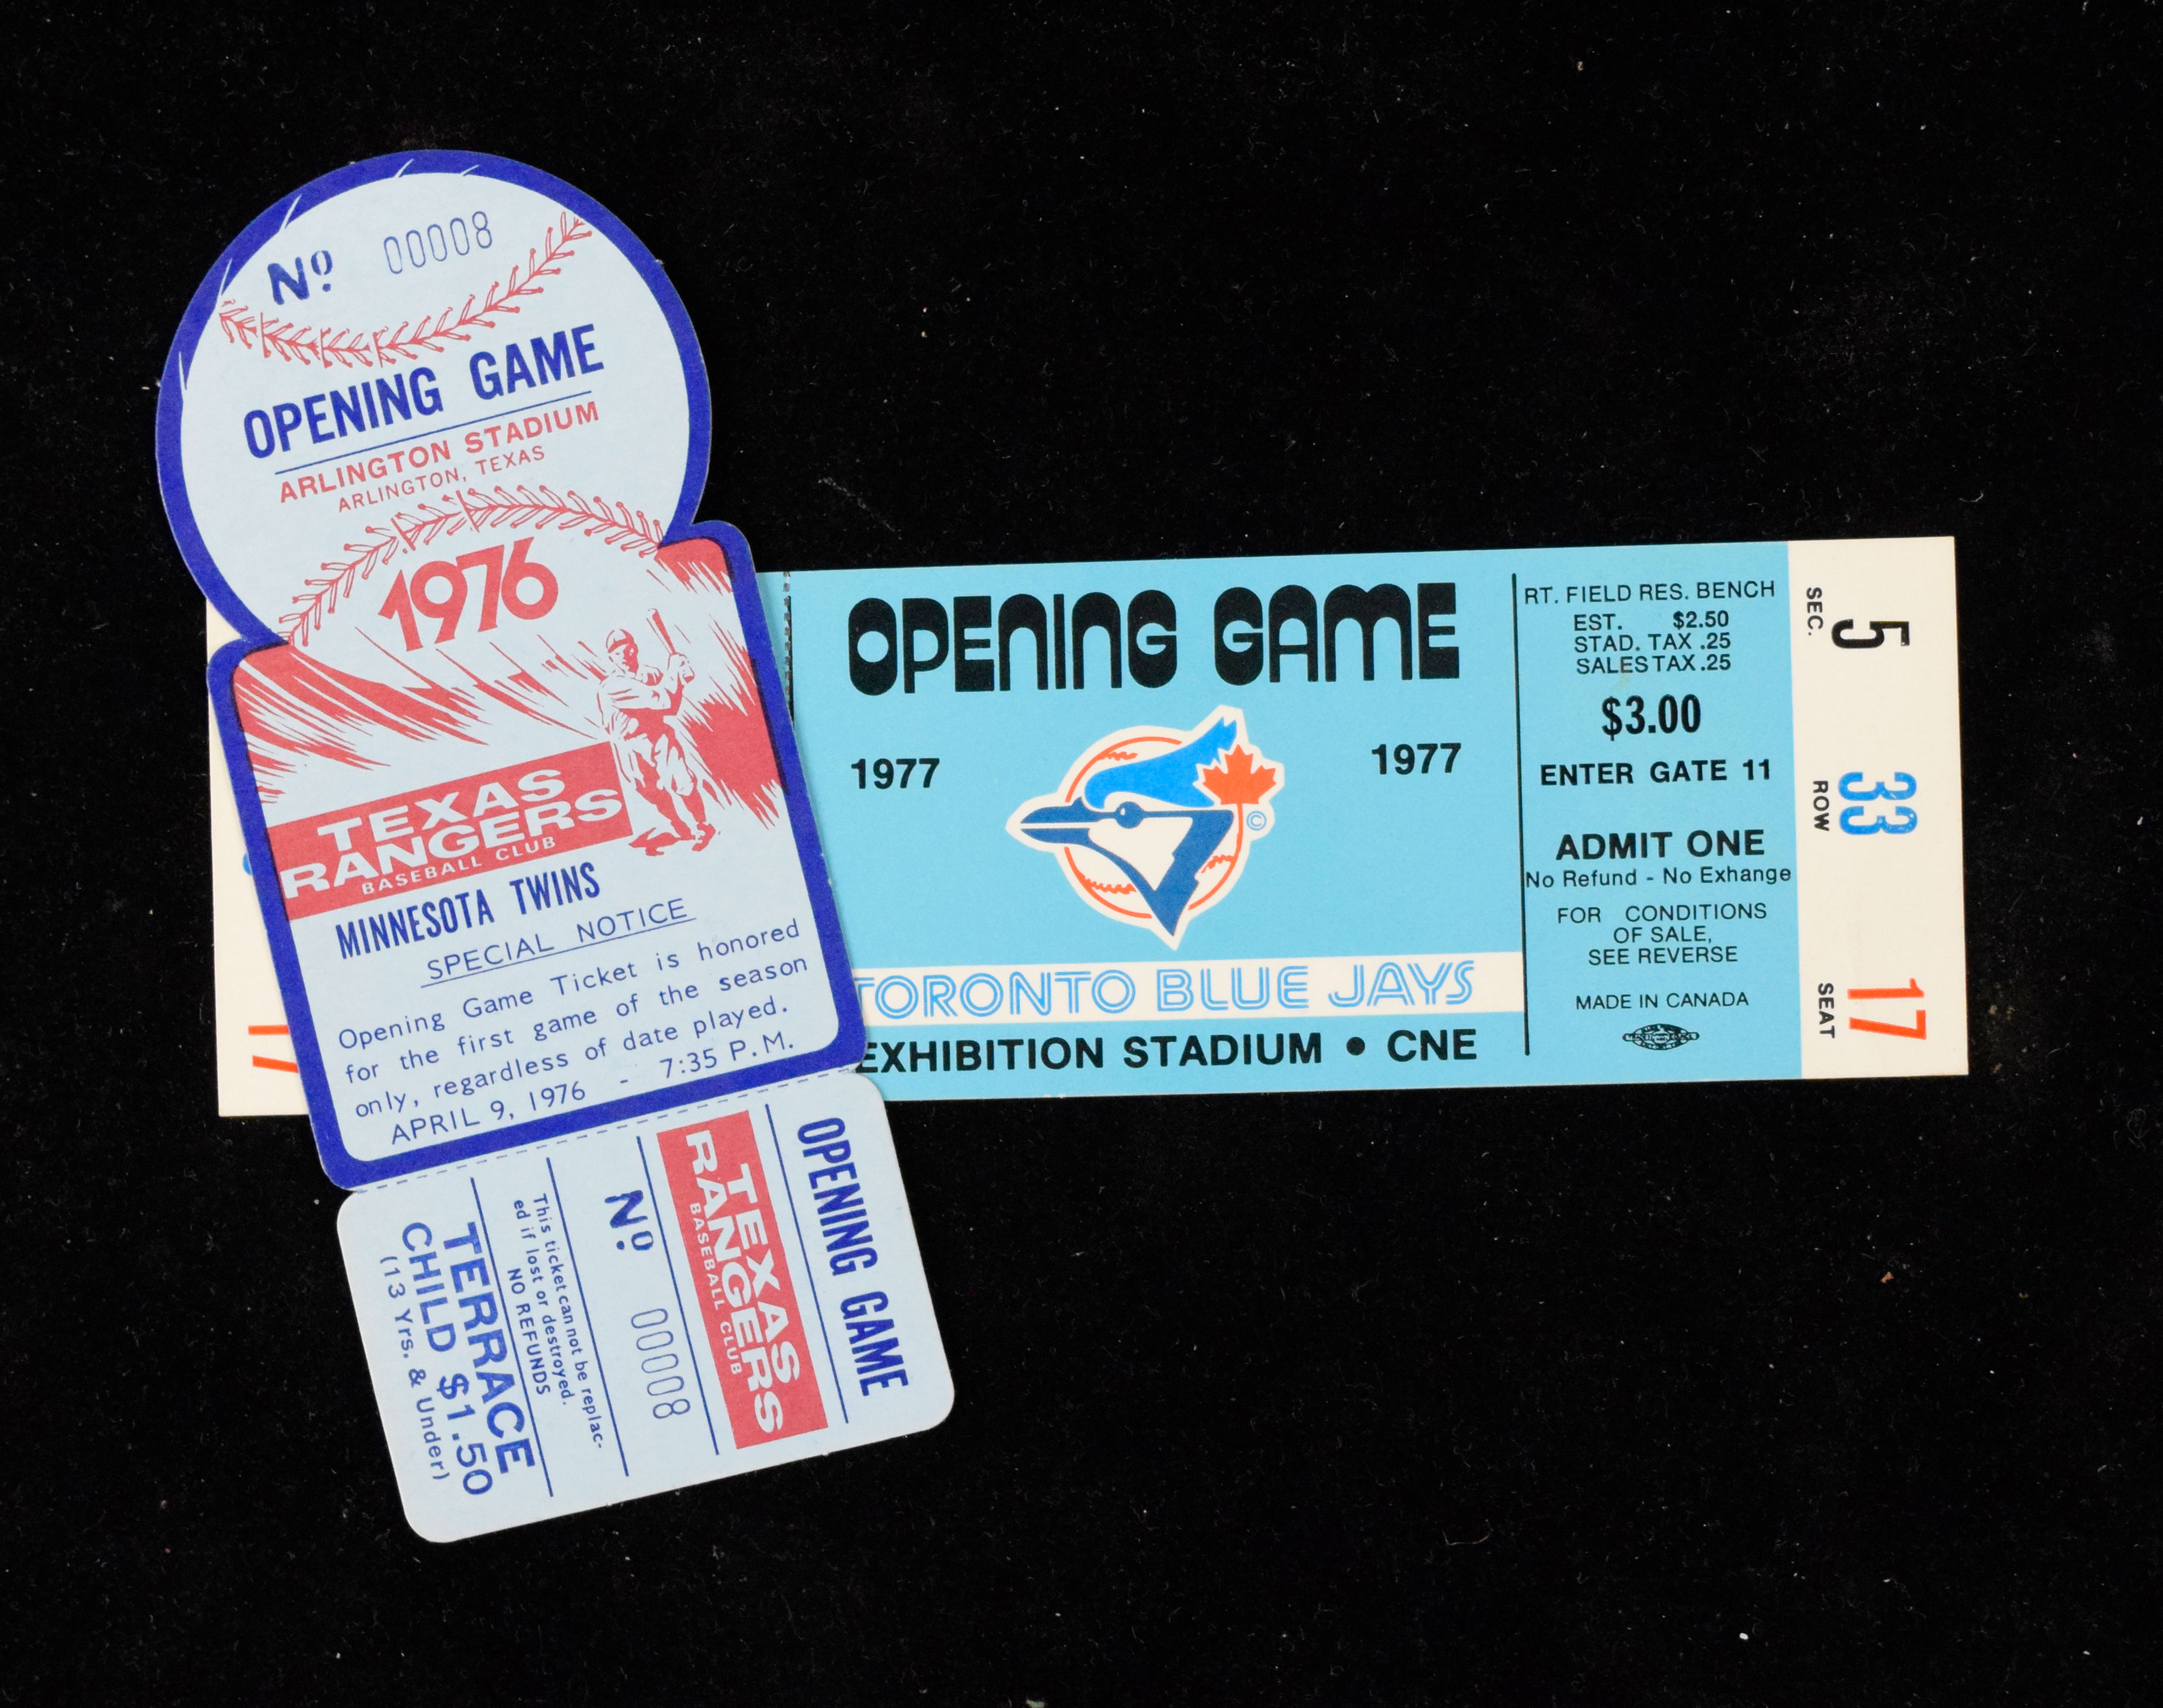 Nº 00008
OPENING GAME
ARLINGTON STADIUM
ARLINGTON, TEXAS
1976
TEXAS
RANGERS
BASEBALL CLUB
MINNESOTA TWINS
SPECIAL NOTICE
Opening Game Ticket is honored
for the first game of the season
only, regardless of date played.
APRIL 9, 1976 - 7:35 P.M.
OPENING GAME
TEXAS
RANGERS
BASEBALL CLUB
Nº 00008
This ticket can not be replac-
ed if lost or destroyed.
NO REFUNDS
TERRACE
CHILD $1.50
(13 Yrs. & Under)
OPENING GAME
1977 1977
©
TORONTO BLUE JAYS
EXHIBITION STADIUM • CNE
RT. FIELD RES. BENCH
EST. $2.50
STAD. TAX .25
SALES TAX .25
$3.00
ENTER GATE 11
ADMIT ONE
No Refund - No Exhange
FOR CONDITIONS
OF SALE,
SEE REVERSE
MADE IN CANADA
SEC. 5
ROW 33
SEAT 17
17